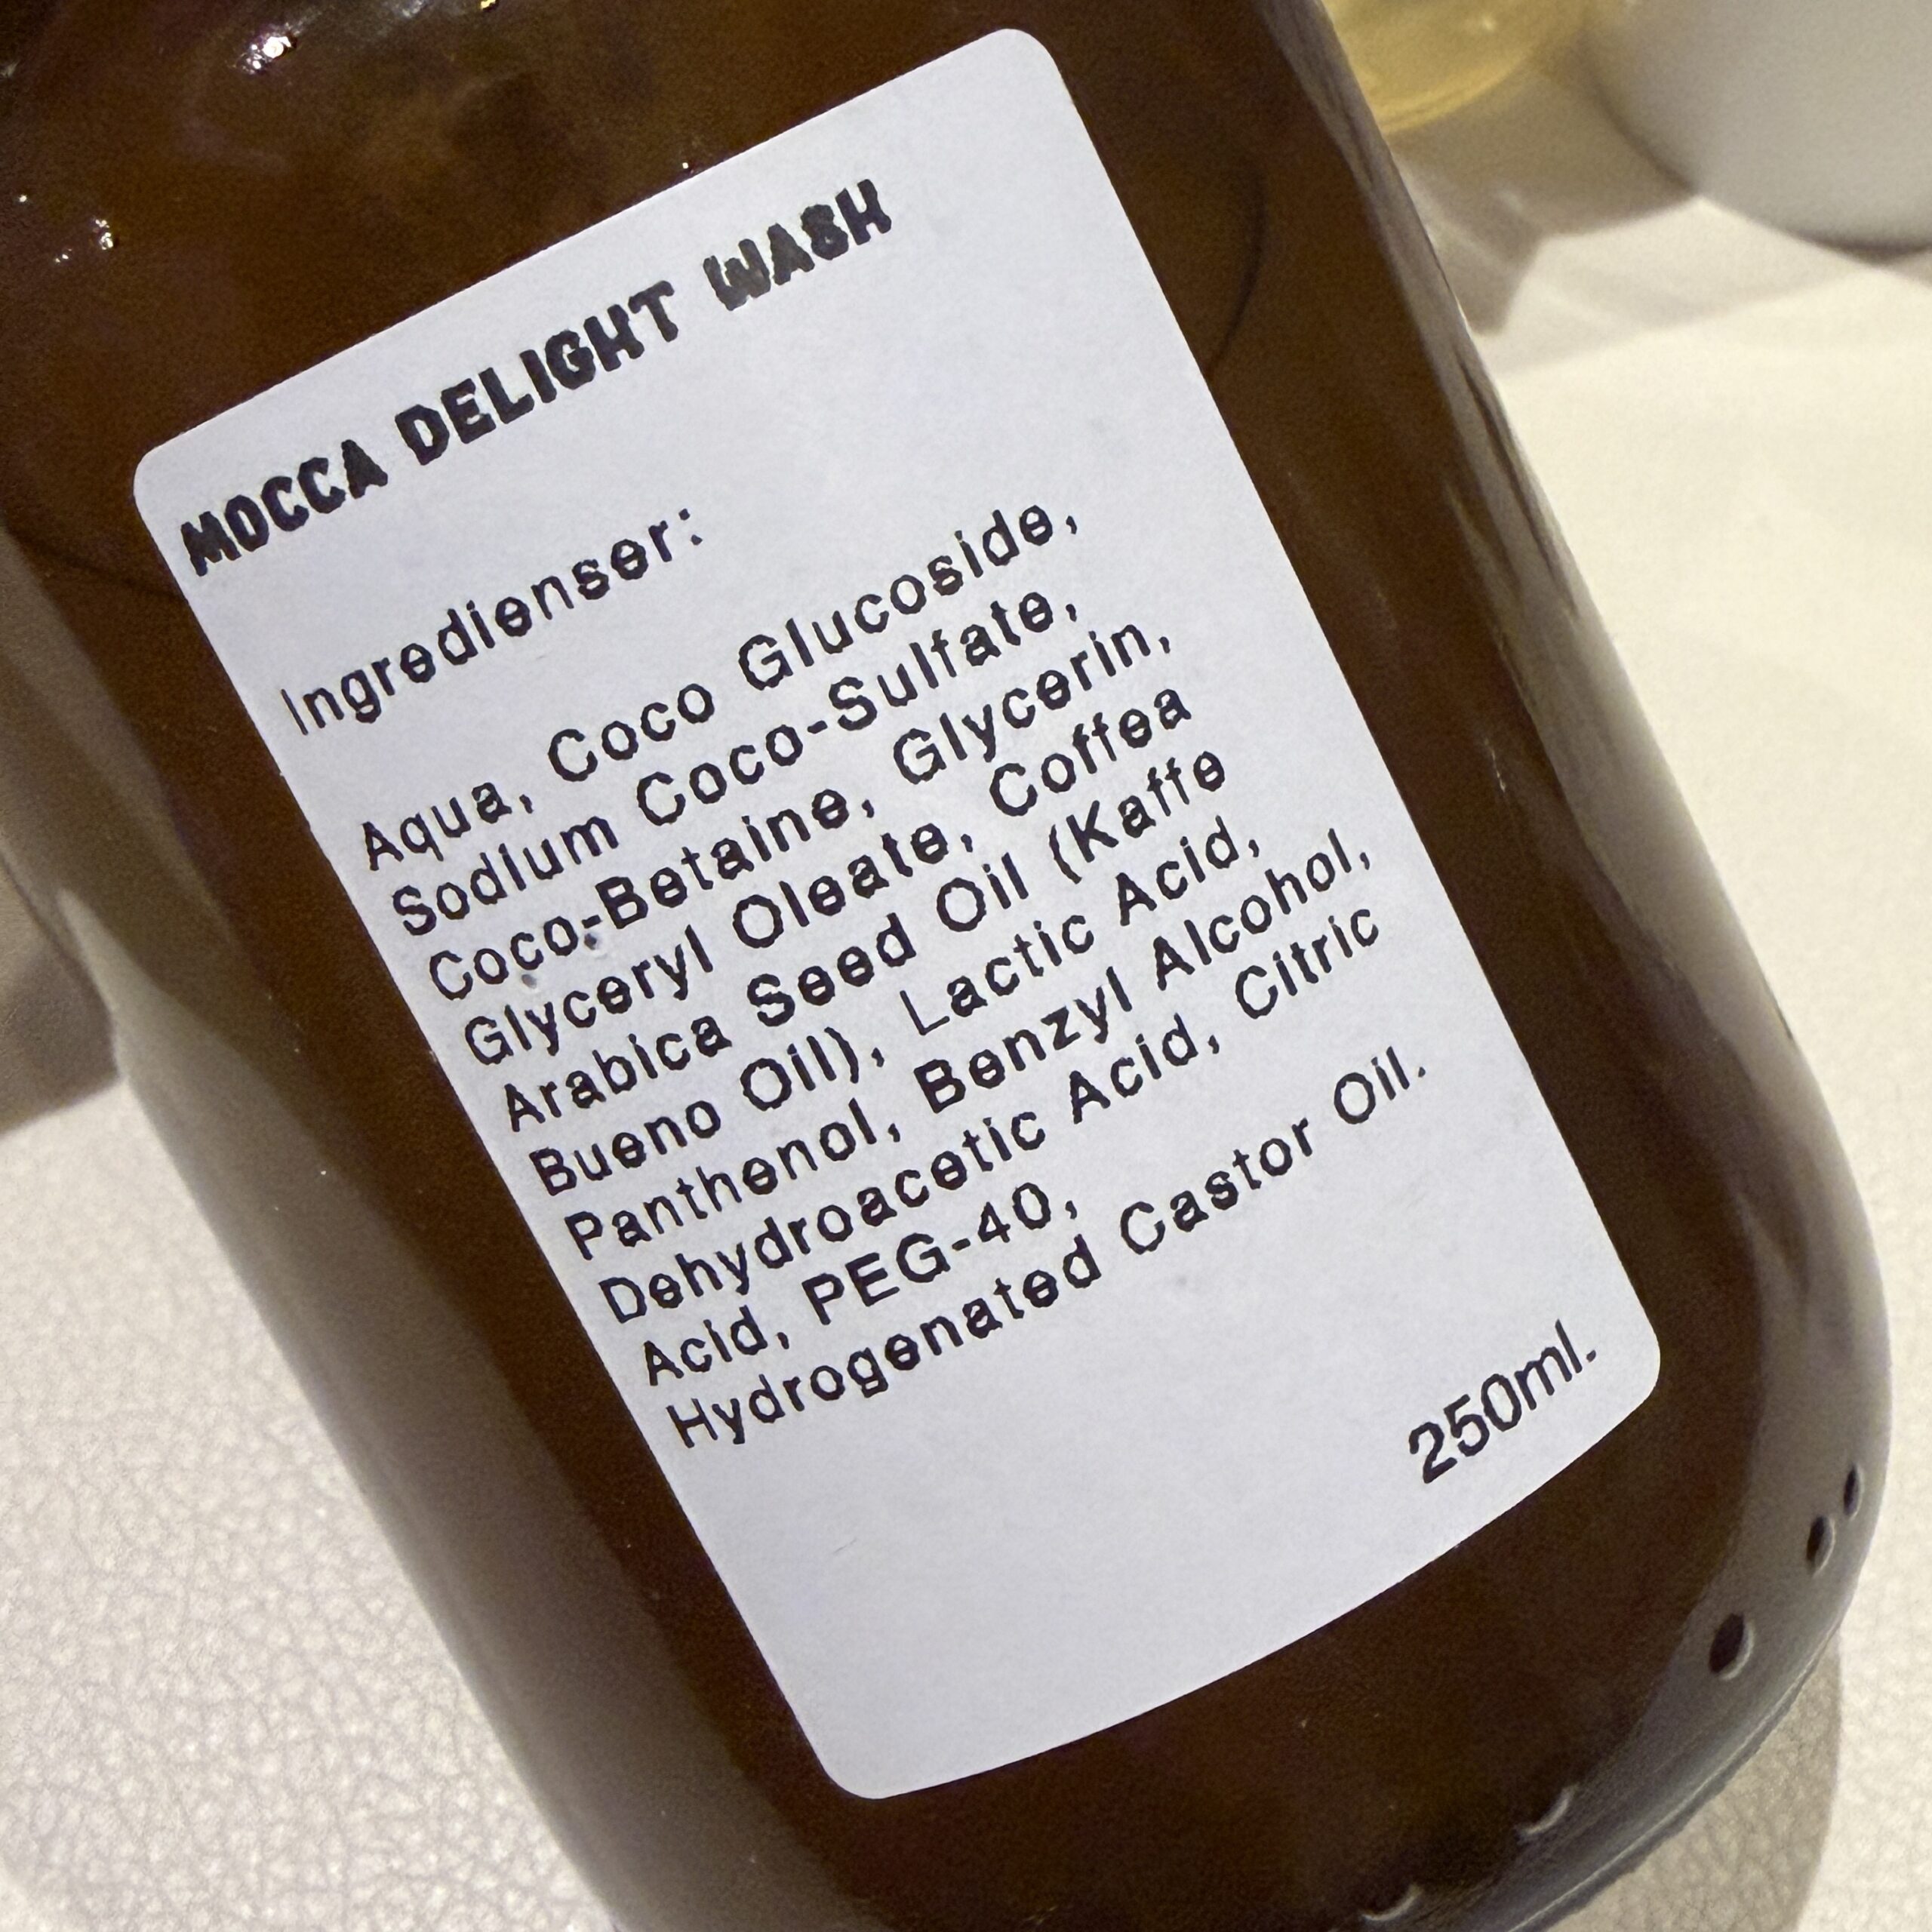 MOCCA DELIGHT WASH
Ingredienser:
Aqua, Coco Glucoside,
Sodium Coco-Sulfate,
Coco-Betaine, Glycerin,
Glyceryl Oleate, Coffea
Arabica Seed Oil (Kaffe
Bueno Oil), Lactic Acid,
Panthenol, Benzyl Alcohol,
Dehydroacetic Acid, Citric
Acid, PEG-40,
Hydrogenated Castor Oil.
250ml.